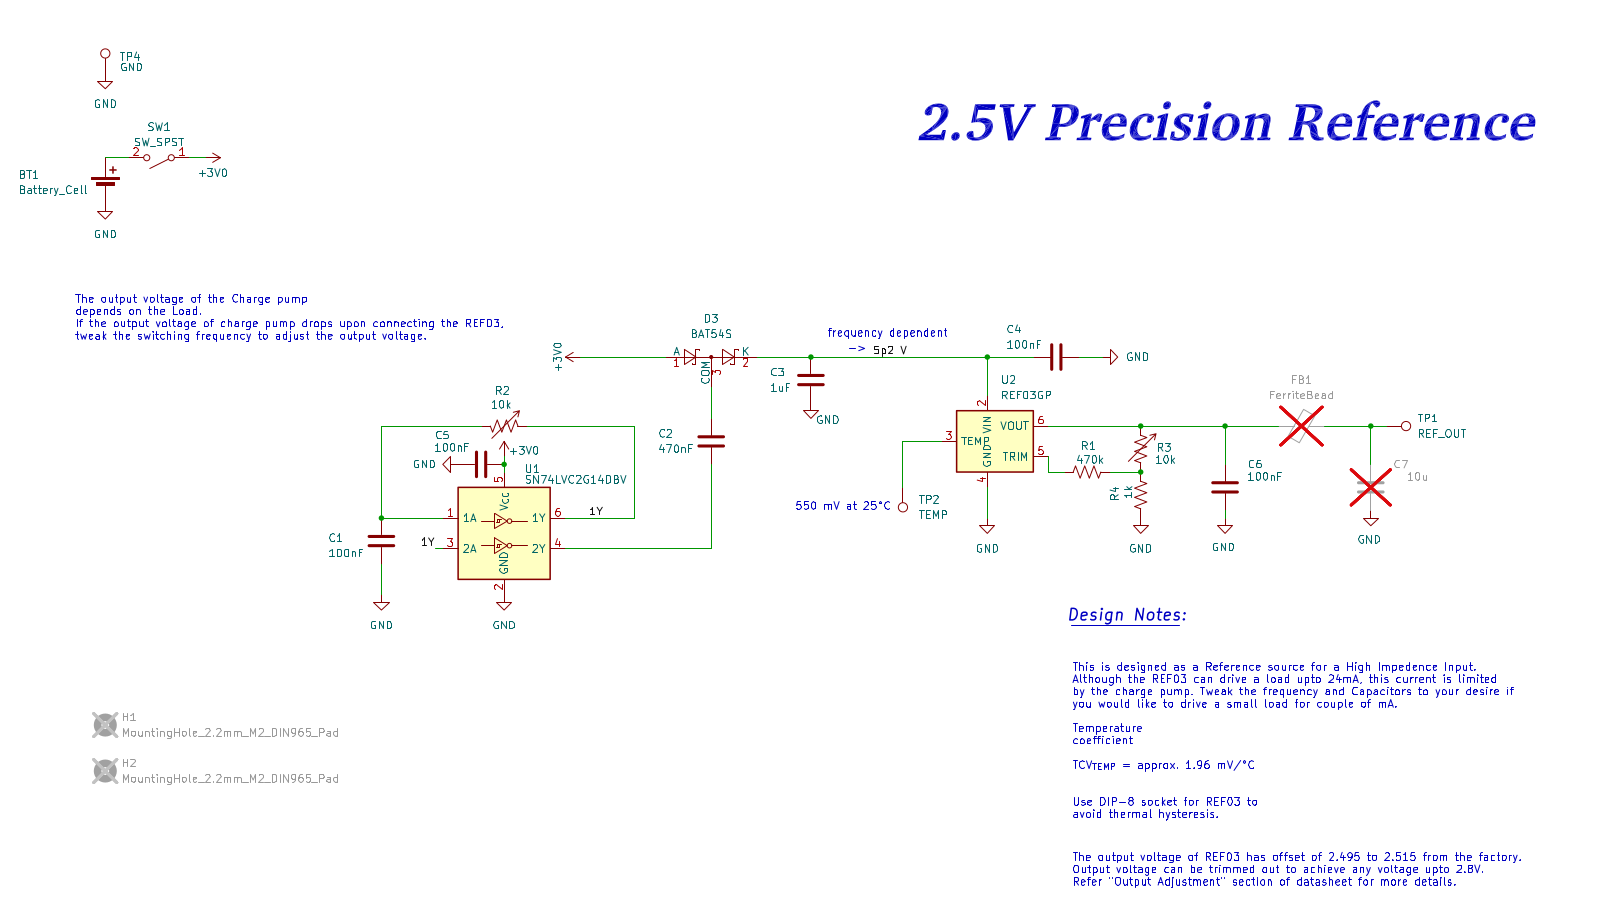 TP4
GND
GND
2.5V Precision Reference
SW1
SW_SPST
2
1
+3V0
BT1
Battery_Cell
+
GND
The output voltage of the Charge pump
depends on the Load.
If the output voltage of charge pump drops upon connecting the REF03,
tweak the switching frequency to adjust the output voltage.
D3
BAT54S
+3V0
A
1
COM
3
K
2
frequency dependent
-> 5p2 V
C3
1uF
GND
C4
100nF
GND
U2
REF03GP
2
VIN
VOUT
6
3
TEMP
GND
TRIM
5
4
GND
R1
470k
R3
10k
R4
1k
GND
C6
100nF
GND
FB1
FerriteBead
TP1
REF_OUT
C7
10u
GND
550 mV at 25°C
TP2
TEMP
R2
10k
C5
100nF
GND
+3V0
U1
SN74LVC2G14DBV
5
Vcc
1
1A
1Y
6
1Y
1Y
3
2A
2Y
4
GND
2
GND
C1
100nF
GND
C2
470nF
Design Notes:
This is designed as a Reference source for a High Impedence Input.
Although the REF03 can drive a load upto 24mA, this current is limited
by the charge pump. Tweak the frequency and Capacitors to your desire if
you would like to drive a small load for couple of mA.
Temperature
coefficient
TCVTEMP = approx. 1.96 mV/°C
Use DIP-8 socket for REF03 to
avoid thermal hysteresis.
The output voltage of REF03 has offset of 2.495 to 2.515 from the factory.
Output voltage can be trimmed out to achieve any voltage upto 2.8V.
Refer "Output Adjustment" section of datasheet for more details.
H1
MountingHole_2.2mm_M2_DIN965_Pad
H2
MountingHole_2.2mm_M2_DIN965_Pad